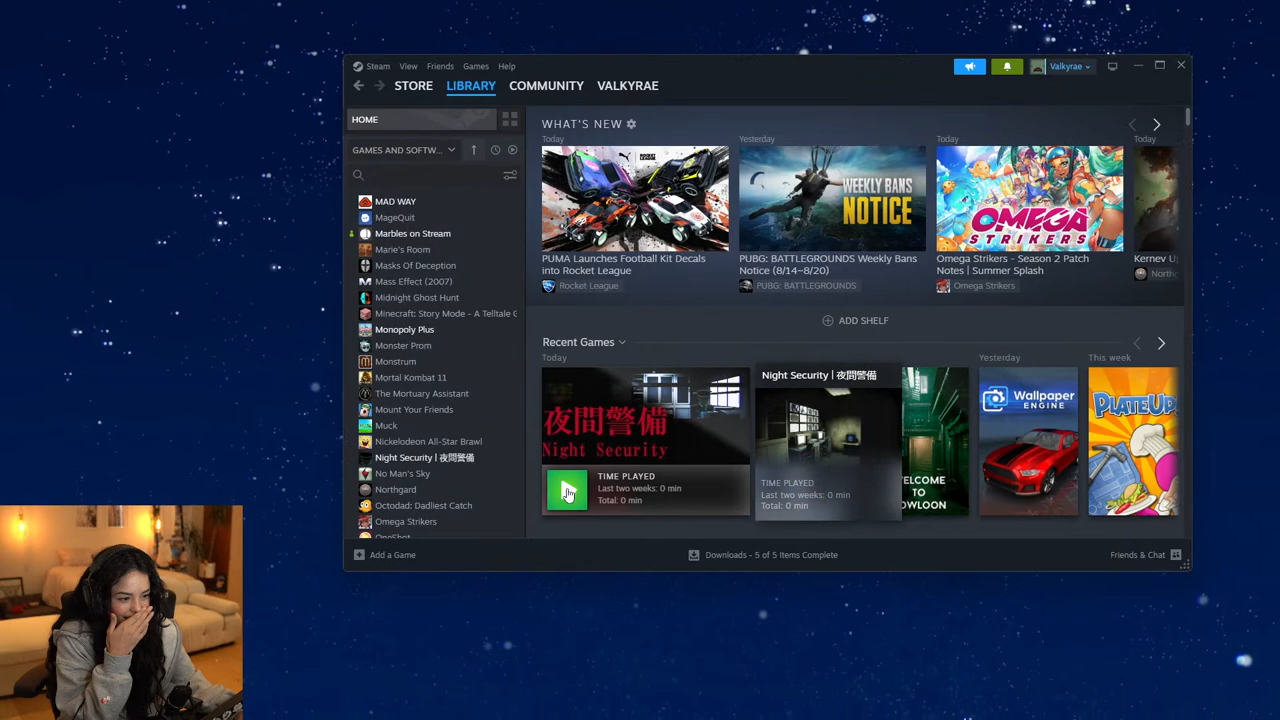 Steam View Friends Games Help
Valkyrae
STORE LIBRARY COMMUNITY VALKYRAE
HOME
GAMES AND SOFTW...
MAD WAY
MageQuit
Marbles on Stream
Marie's Room
Masks Of Deception
Mass Effect (2007)
Midnight Ghost Hunt
Minecraft: Story Mode - A Telltale G
Monopoly Plus
Monster Prom
Monstrum
Mortal Kombat 11
The Mortuary Assistant
Mount Your Friends
Muck
Nickelodeon All-Star Brawl
Night Security | 夜間警備
No Man's Sky
Northgard
Octodad: Dadliest Catch
Omega Strikers
OneShot
WHAT'S NEW
Today
Yesterday
Today
Today
PUMA
ROCKET LEAGUE
WEEKLY BANS
NOTICE
OMEGA
STRIKERS
PUMA Launches Football Kit Decals
into Rocket League
Rocket League
PUBG: BATTLEGROUNDS Weekly Bans
Notice (8/14~8/20)
PUBG: BATTLEGROUNDS
Omega Strikers - Season 2 Patch
Notes | Summer Splash
Omega Strikers
Kernev U
North
ADD SHELF
Recent Games
Today
Yesterday
This week
夜間警備
Night Security
TIME PLAYED
Last two weeks: 0 min
Total: 0 min
Night Security | 夜間警備
TIME PLAYED
Last two weeks: 0 min
Total: 0 min
ELCOME
TO
WLOON
Wallpaper
ENGINE
PLATEUP
Add a Game
Downloads - 5 of 5 Items Complete
Friends & Chat